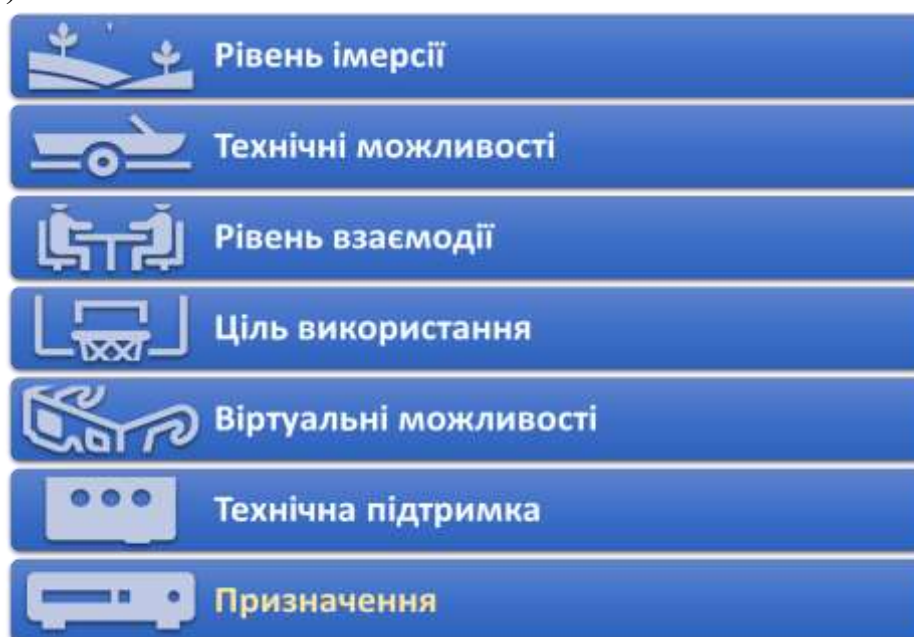 Рівень імерсії
Технічні можливості
Рівень взаємодії
Ціль використання
Віртуальні можливості
Технічна підтримка
Призначення